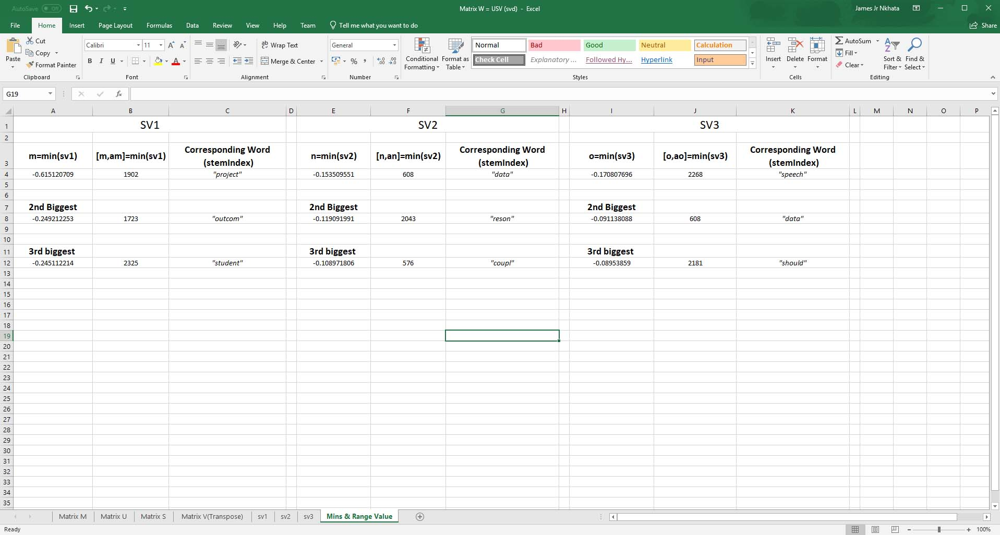 AutoSave Off
Matrix W = USV (svd) - Excel
James Jr Nkhata
File Home Insert Page Layout Formulas Data Review View Help Team Tell me what you want to do Share
Paste
Cut
Copy
Format Painter
Clipboard
Calibri 11
B I U
Font
Wrap Text
Merge & Center
Alignment
General
%
Number
Conditional Formatting
Format as Table
Normal Bad Good Neutral Calculation
Check Cell Explanatory ... Followed Hy... Hyperlink Input
Styles
Insert Delete Format
Cells
AutoSum
Fill
Clear
Sort & Filter
Find & Select
Editing
G19 fx
A B C D E F G H I J K L M N O P
1 SV1 SV2 SV3
2
3 m=min(sv1) [m,am]=min(sv1) Corresponding Word (stemIndex) n=min(sv2) [n,an]=min(sv2) Corresponding Word (stemIndex) o=min(sv3) [o,ao]=min(sv3) Corresponding Word (stemIndex)
4 -0.615120709 1902 "project" -0.153509551 608 "data" -0.170807696 2268 "speech"
5
6
7 2nd Biggest 2nd Biggest 2nd Biggest
8 -0.249212253 1723 "outcom" -0.119091991 2043 "reson" -0.091138088 608 "data"
9
10
11 3rd biggest 3rd biggest 3rd biggest
12 -0.245112214 2325 "student" -0.108971806 576 "coupl" -0.08953859 2181 "should"
13
14
15
16
17
18
19
20
21
22
23
24
25
26
27
28
29
30
31
32
33
34
35
Matrix M Matrix U Matrix S Matrix V(Transpose) sv1 sv2 sv3 Mins & Range Value
Ready
100%